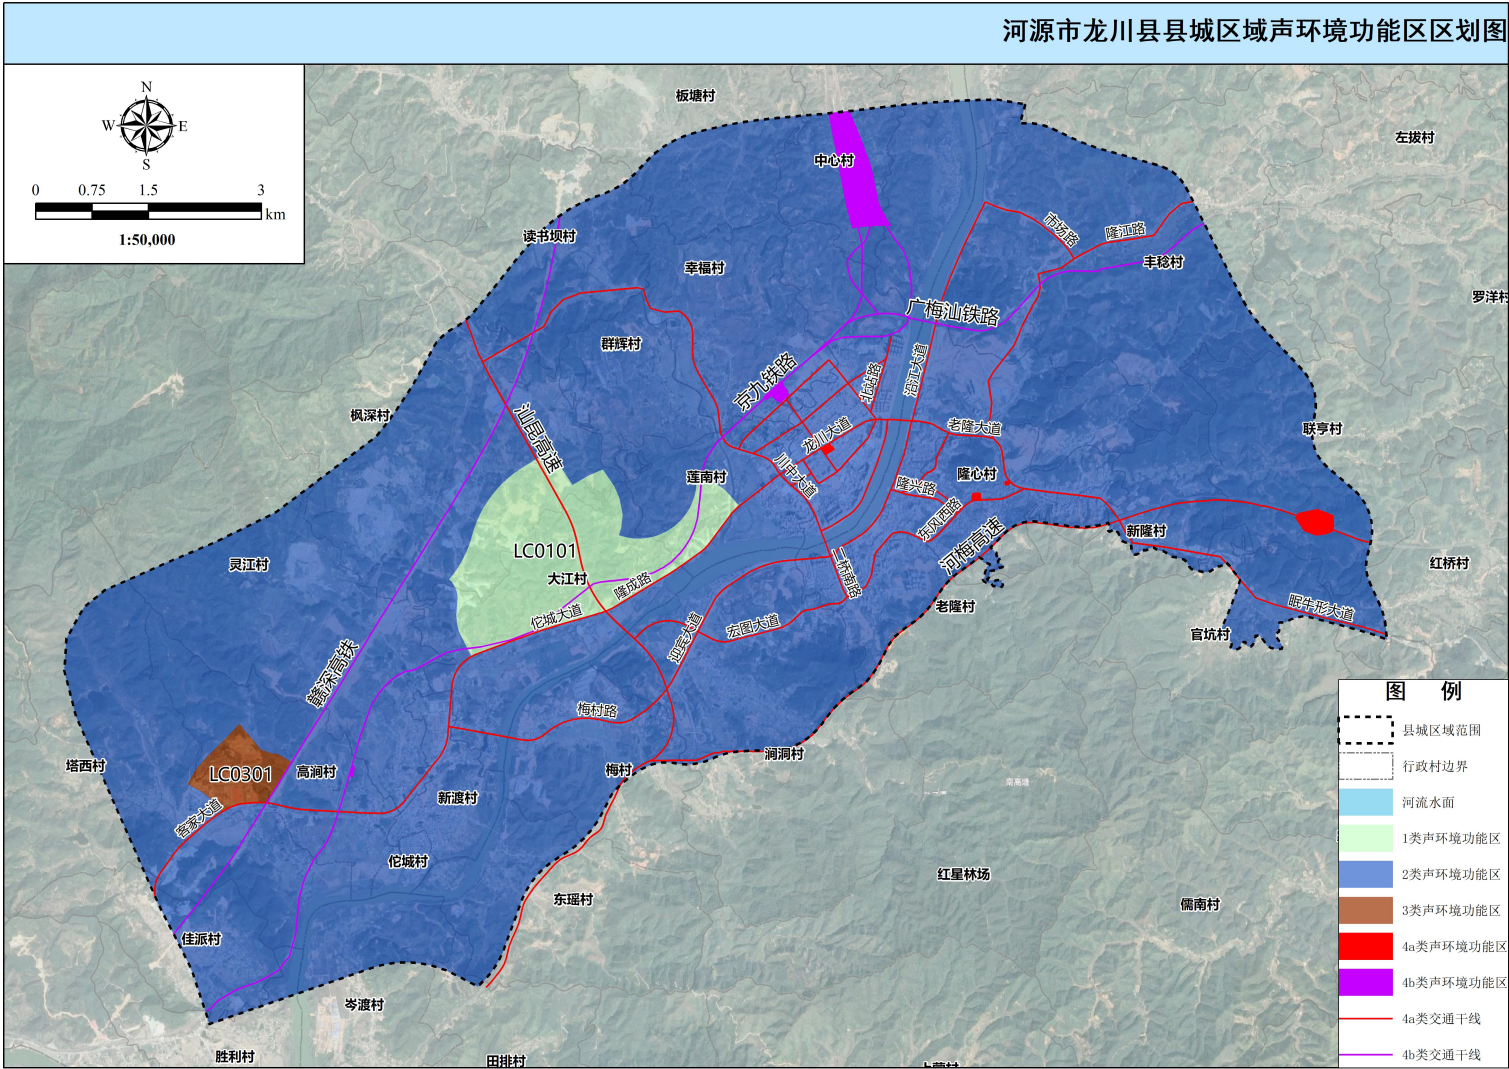 河源市龙川县县城区域声环境功能区区划图
N
W
E
S
0
0.75
1.5
3
km
1:50,000
板塘村
左拔村
中心村
读书坝村
幸福村
市场路
隆江路
丰稔村
罗洋村
广梅汕铁路
群辉村
京九铁路
北站路
沿江大道
枫深村
汕昆高速
龙川大道
老隆大道
联亨村
川中大道
莲南村
隆心村
隆兴路
东风西路
新隆村
河梅高速
LC0101
大江村
灵江村
二桥南路
红桥村
隆成路
老隆村
眠牛形大道
佗城大道
宏图大道
迎宾大道
官坑村
赣深高铁
梅村路
图 例
县城区域范围
行政村边界
河流水面
1类声环境功能区
2类声环境功能区
3类声环境功能区
4a类声环境功能区
4b类声环境功能区
4a类交通干线
4b类交通干线
涧洞村
塔西村
LC0301
高涧村
梅村
新渡村
客家大道
佗城村
红星林场
东瑶村
儒南村
佳派村
岑渡村
胜利村
田排村